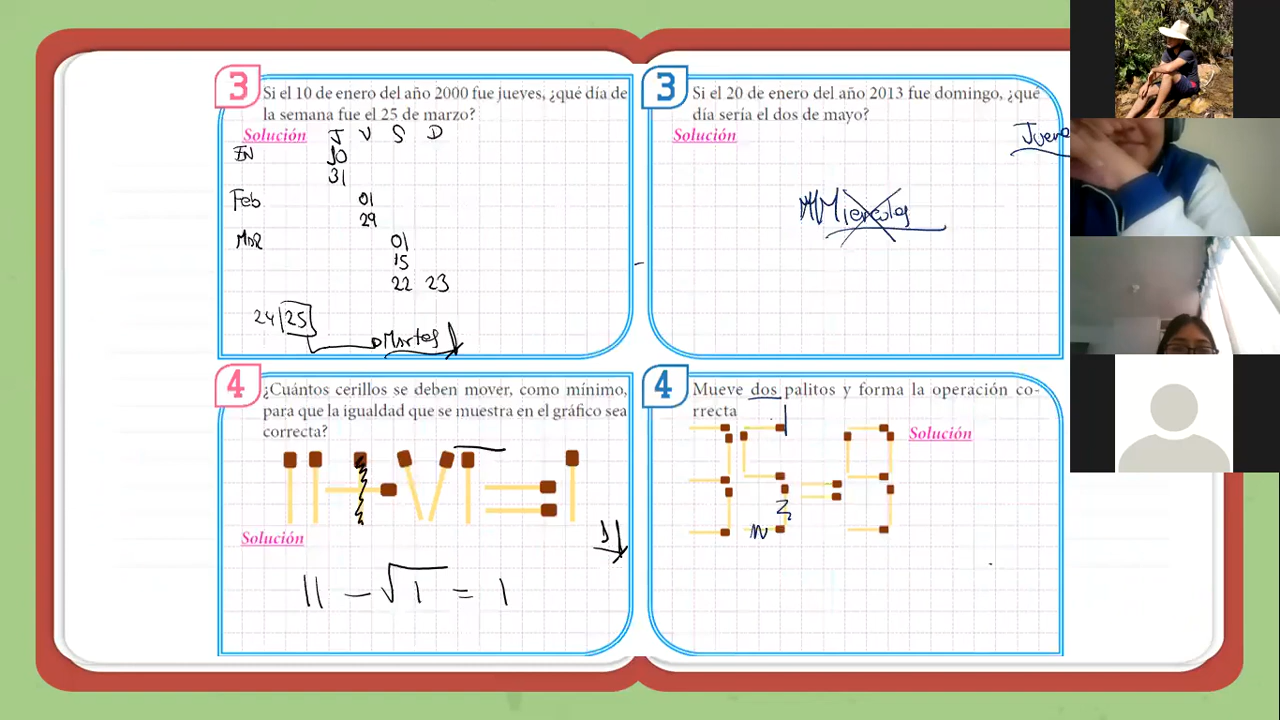 3
Si el 10 de enero del año 2000 fue jueves, ¿qué día de
la semana fue el 25 de marzo?
Solución
J V S D
EN 10
31
Feb 01
29
MAR 01
15
22 23
24 25
Martes
3
Si el 20 de enero del año 2013 fue domingo, ¿qué
día sería el dos de mayo?
Solución
Jueve
Miercoles
4
¿Cuántos cerillos se deben mover, como mínimo,
para que la igualdad que se muestra en el gráfico sea
correcta?
Solución
1
11 - √1 = 1
4
Mueve dos palitos y forma la operación co-
rrecta
Solución